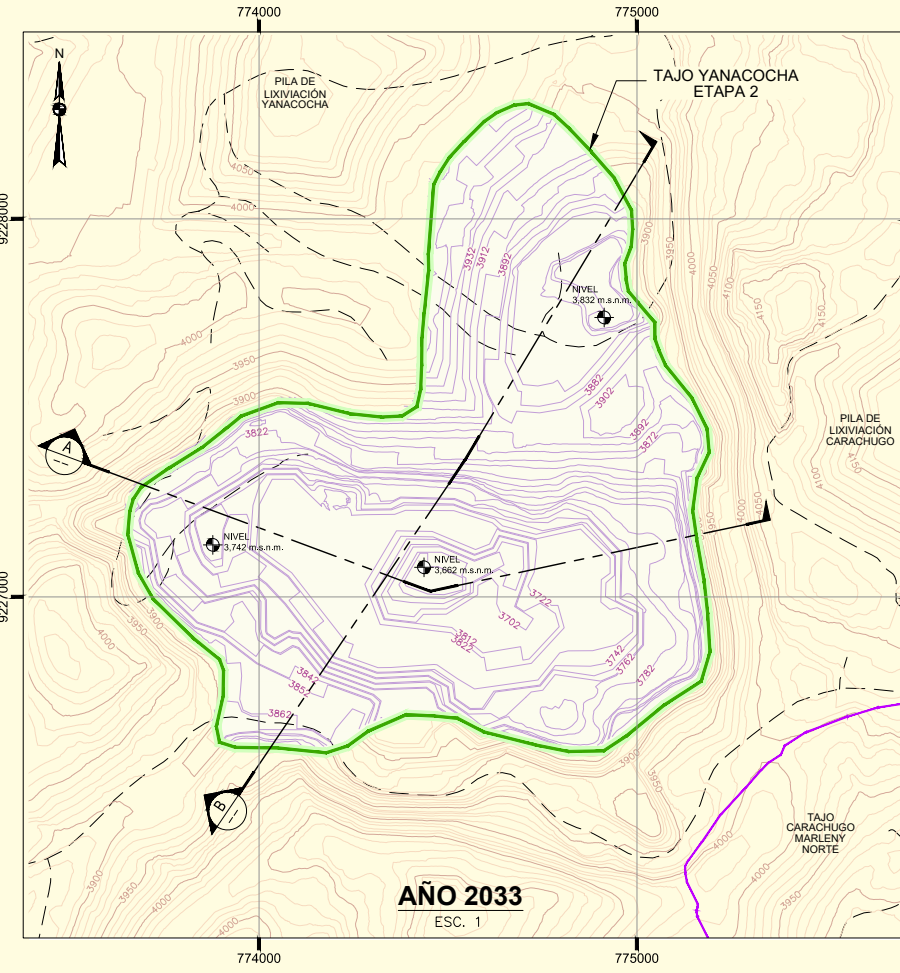 774000
775000
N
PILA DE
LIXIVIACIÓN
YANACOCHA
TAJO YANACOCHA
ETAPA 2
4050
4000
9228000
3932
3912
3892
3900
3950
4000
4050
4100
4150
4150
NIVEL
3,832 m.s.n.m.
4000
3950
3900
3882
3902
3892
3872
3822
PILA DE
LIXIVIACIÓN
CARACHUGO
4150
4100
A
3950
4000
4050
NIVEL
3,742 m.s.n.m.
NIVEL
3,662 m.s.n.m.
9227000
3722
3702
3812
3822
3742
3762
3782
3900
3950
4000
3842
3852
3862
3900
3950
B
TAJO
CARACHUGO
MARLENY
NORTE
4000
4000
3900
3950
4000
3950
AÑO 2033
ESC. 1
774000
775000